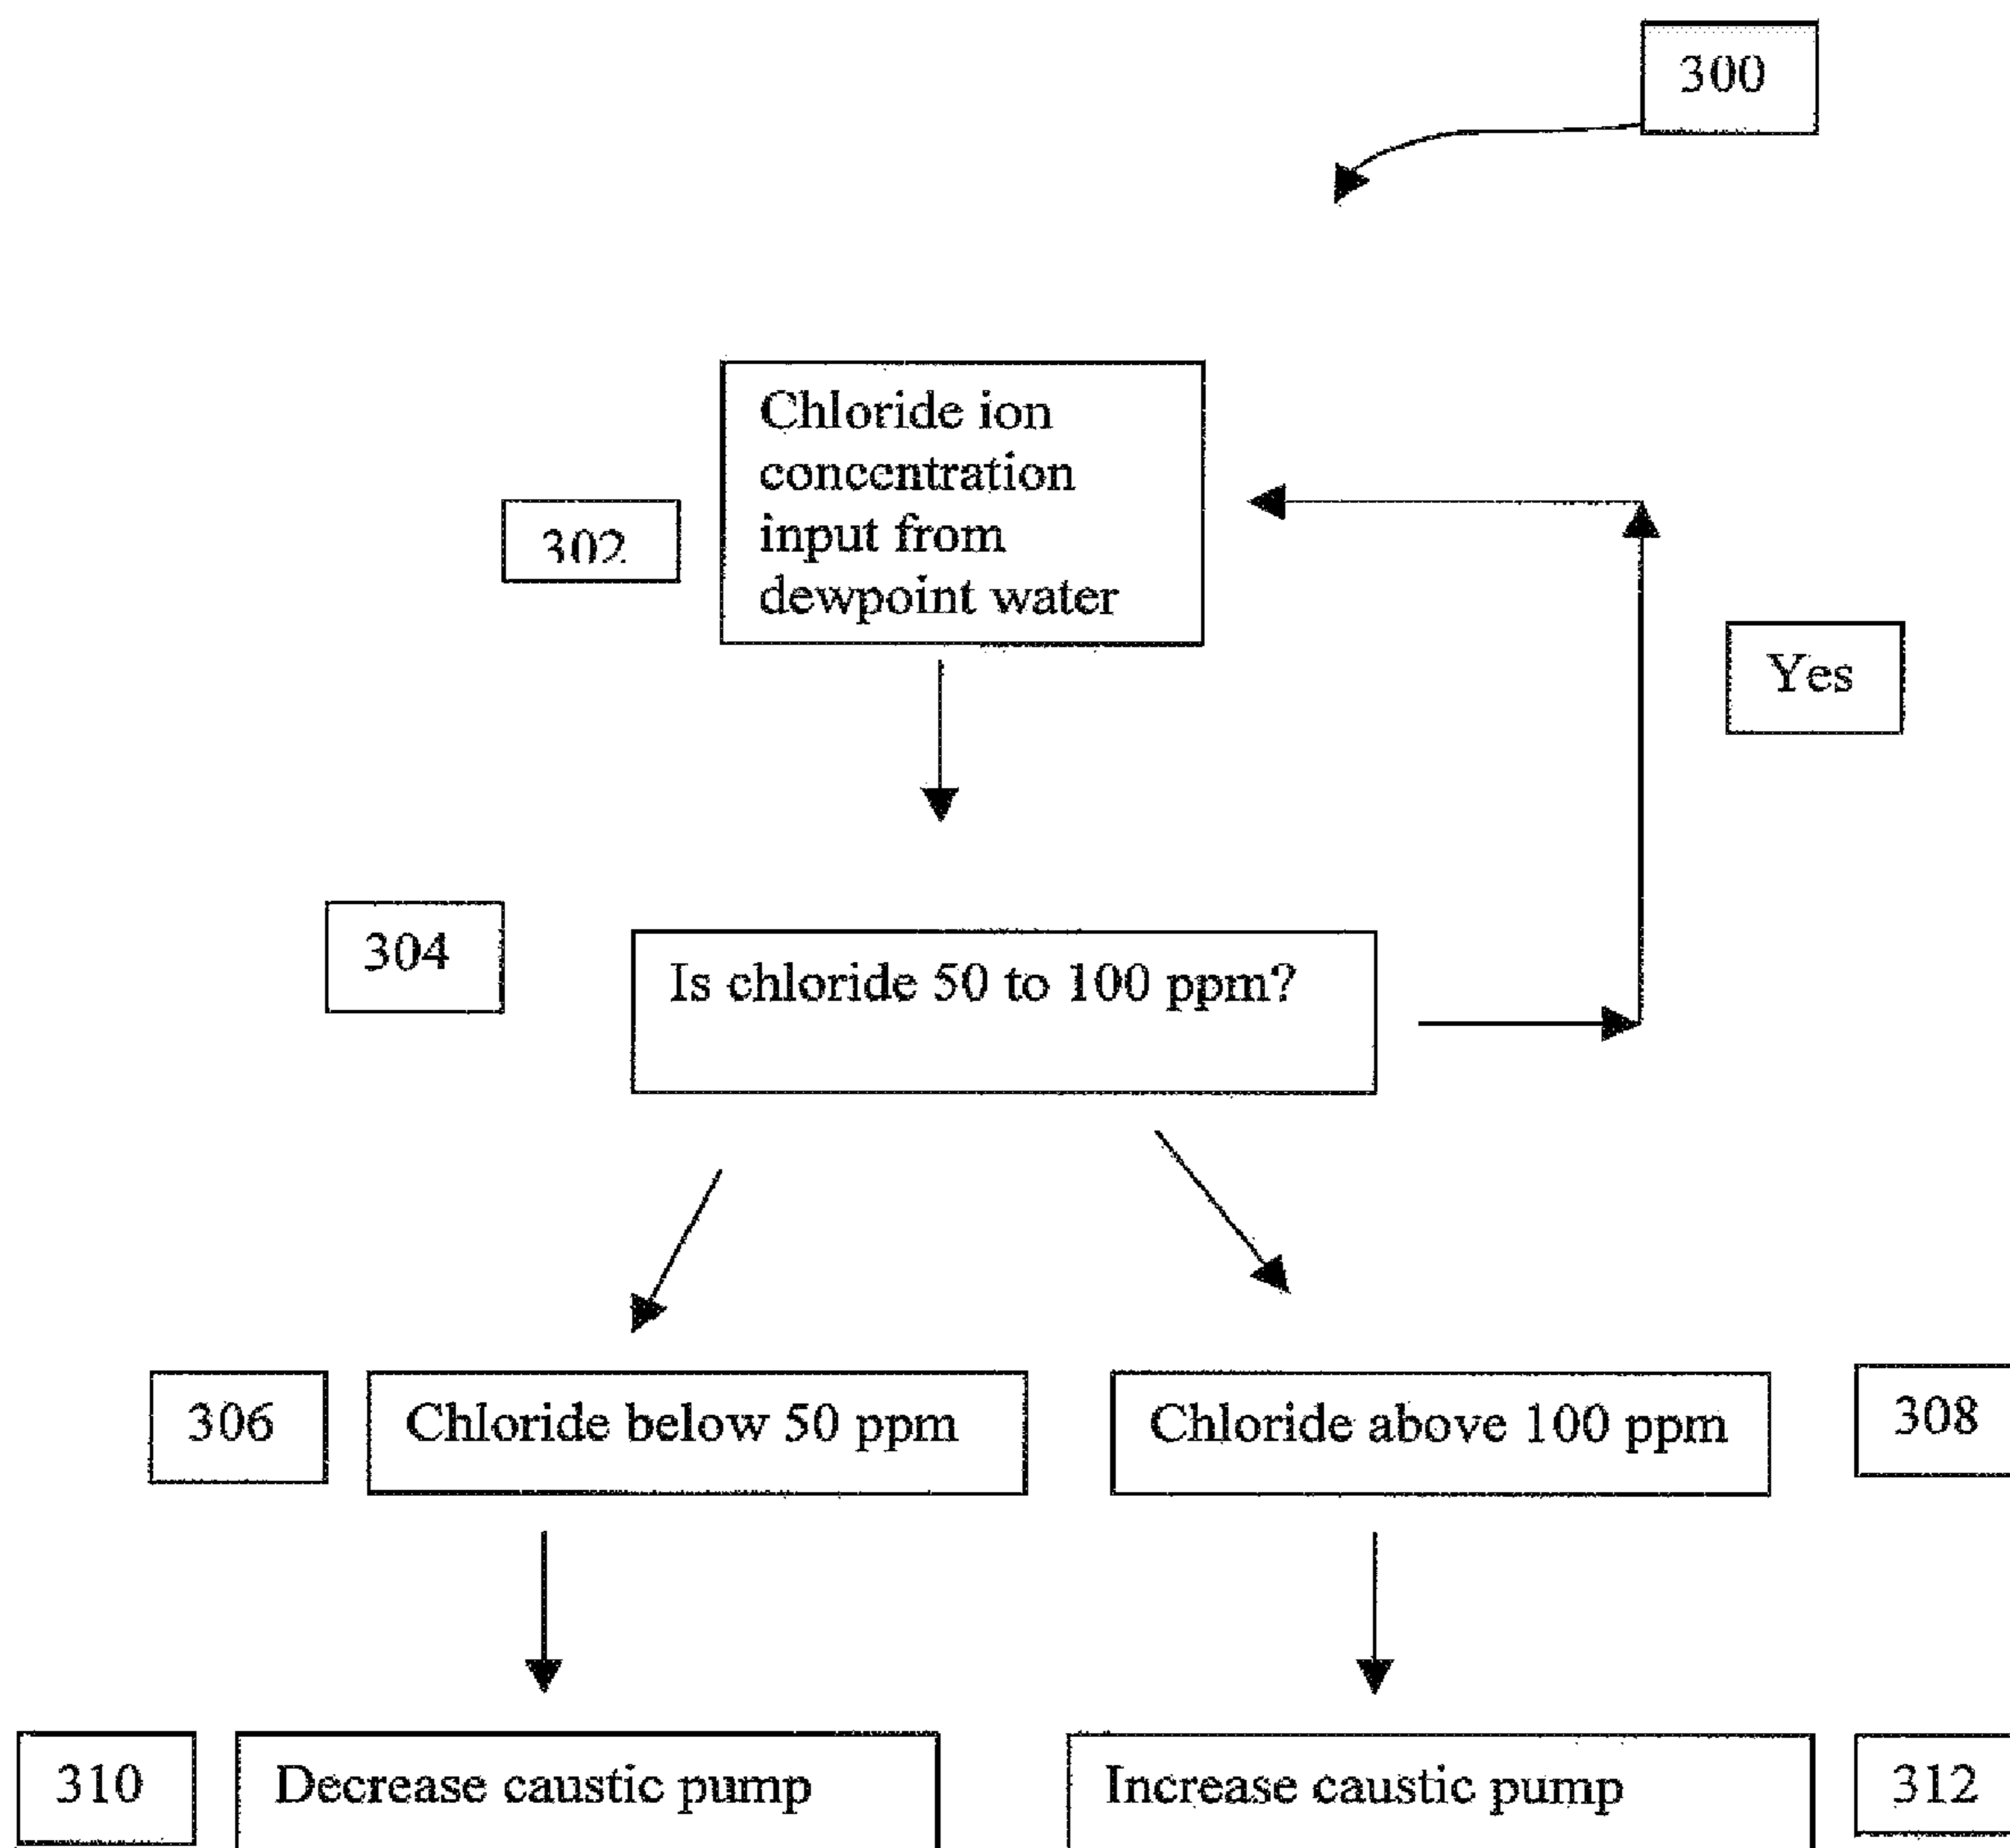 300
Chloride ion
concentration
input from
dewpoint water
302
Yes
304
Is chloride 50 to 100 ppm?
306
Chloride below 50 ppm
Chloride above 100 ppm
308
310
Decrease caustic pump
Increase caustic pump
312